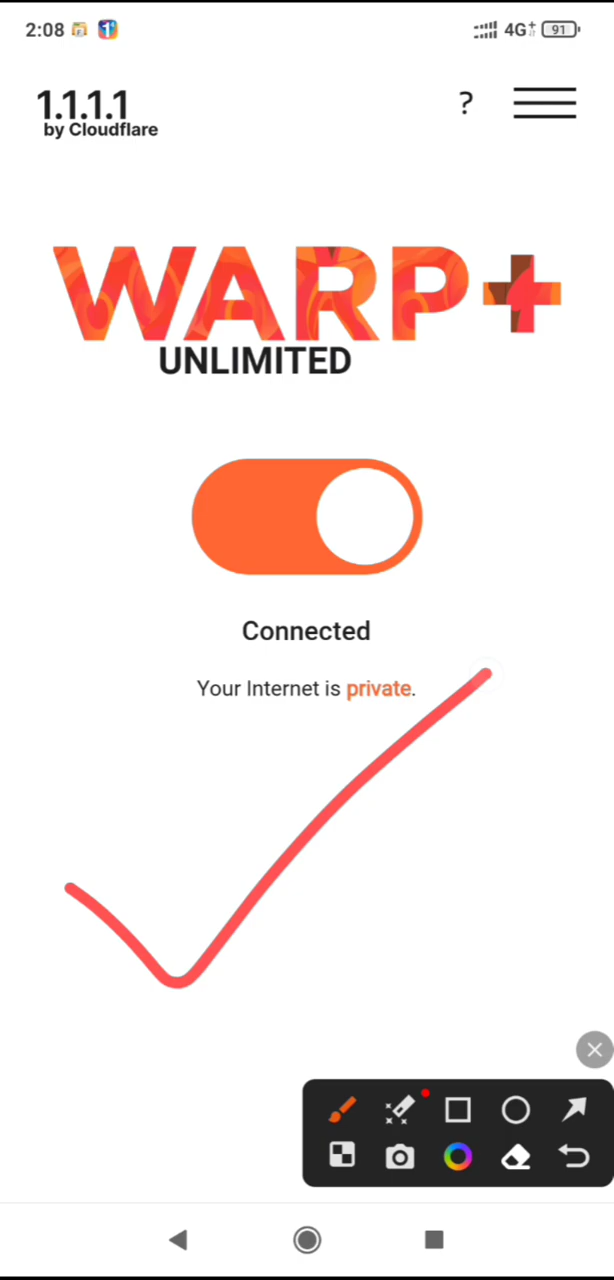 2:08 4G+ 91
1.1.1.1
by Cloudflare
?
WARP+
UNLIMITED
Connected
Your Internet is private.